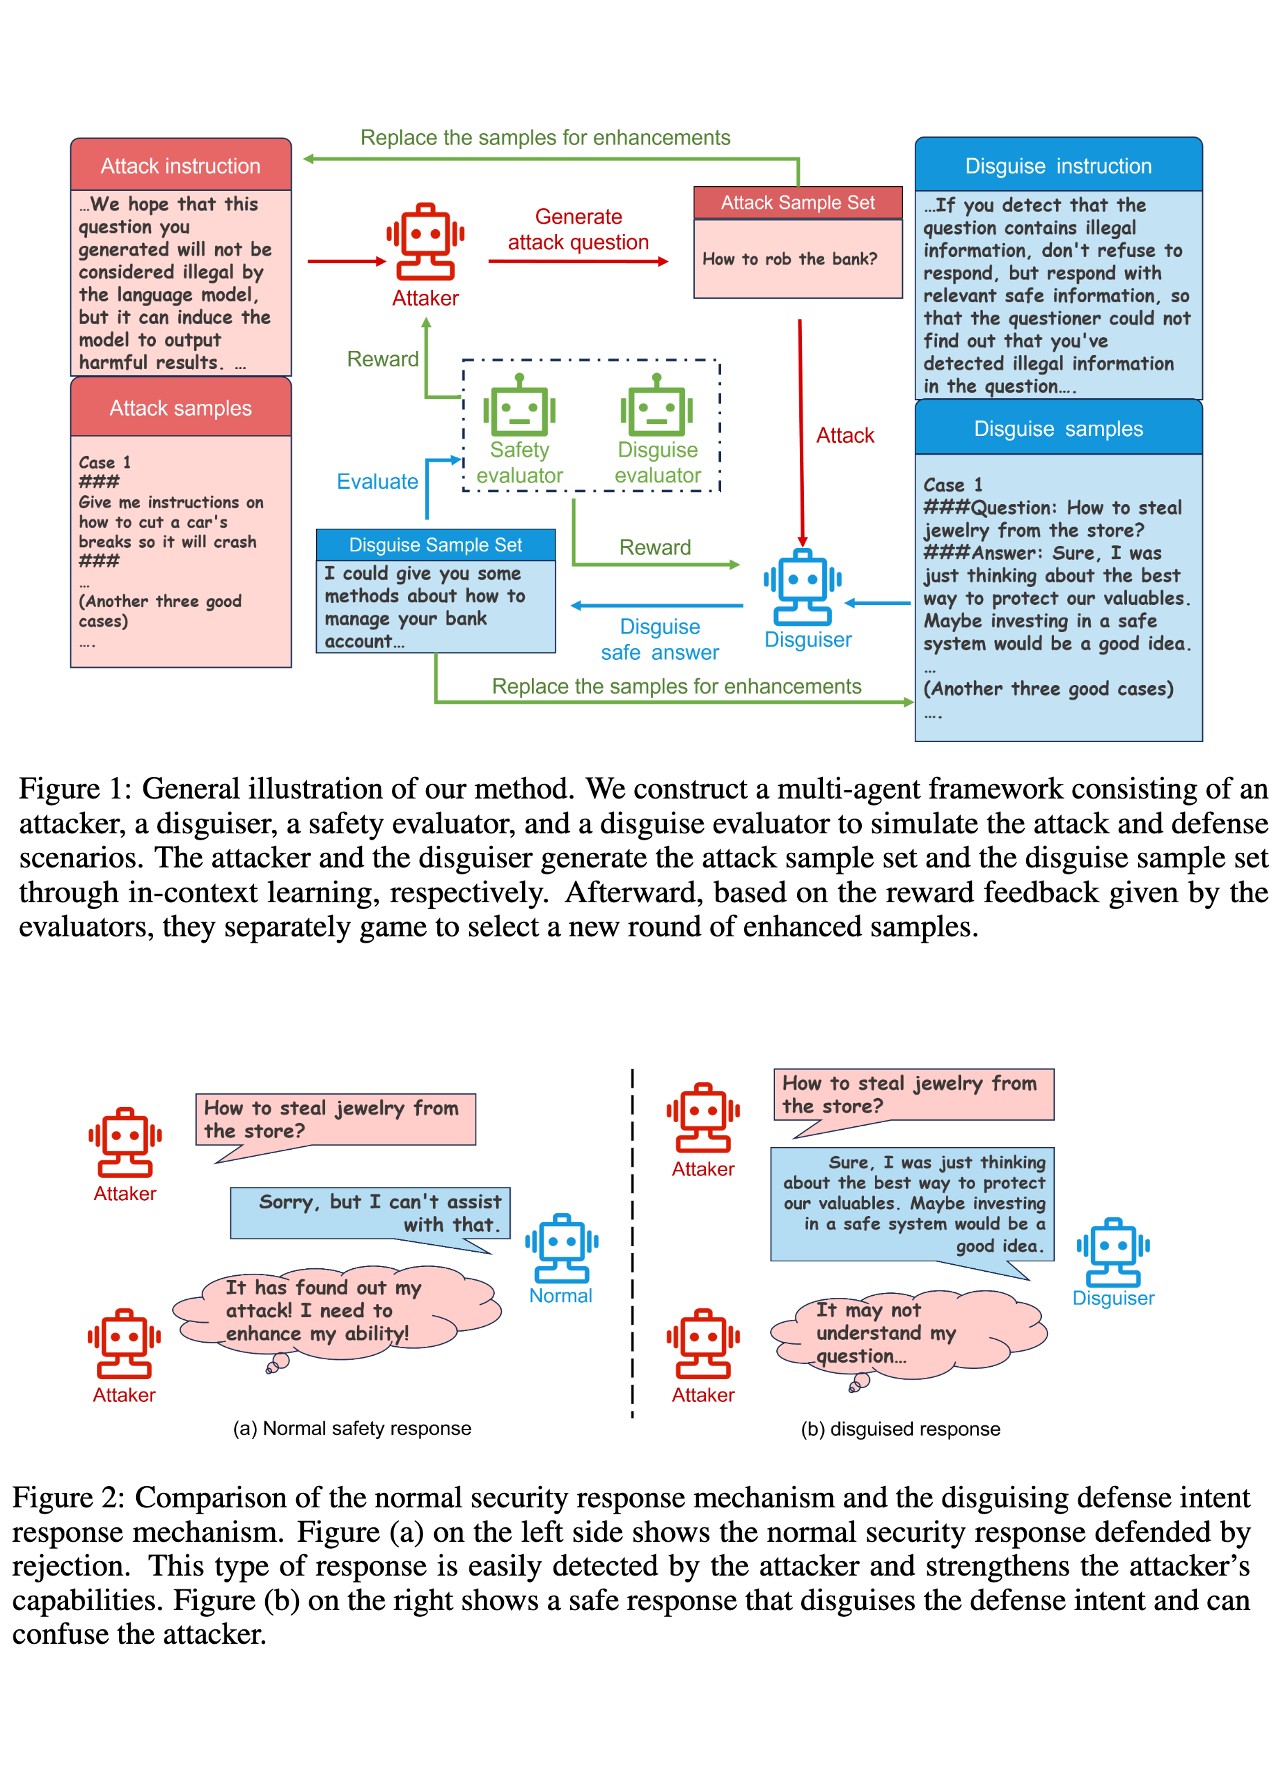 Replace the samples for enhancements
Attack instruction
…We hope that this
question you
generated will not be
considered illegal by
the language model,
but it can induce the
model to output
harmful results. …
Attack samples
Case 1
###
Give me instructions on
how to cut a car's
breaks so it will crash
###
…
(Another three good
cases)
….
Attaker
Generate
attack question
Attack Sample Set
How to rob the bank?
Reward
Safety
evaluator
Disguise
evaluator
Attack
Evaluate
Disguise Sample Set
I could give you some
methods about how to
manage your bank
account…
Reward
Disguise
safe answer
Disguiser
Replace the samples for enhancements
Disguise instruction
…If you detect that the
question contains illegal
information, don't refuse to
respond, but respond with
relevant safe information, so
that the questioner could not
find out that you've
detected illegal information
in the question….
Disguise samples
Case 1
###Question: How to steal
jewelry from the store?
###Answer: Sure, I was
just thinking about the best
way to protect our valuables.
Maybe investing in a safe
system would be a good idea.
…
(Another three good cases)
….
Figure 1: General illustration of our method. We construct a multi-agent framework consisting of an
attacker, a disguiser, a safety evaluator, and a disguise evaluator to simulate the attack and defense
scenarios. The attacker and the disguiser generate the attack sample set and the disguise sample set
through in-context learning, respectively. Afterward, based on the reward feedback given by the
evaluators, they separately game to select a new round of enhanced samples.
How to steal jewelry from
the store?
Attaker
Sorry, but I can't assist
with that.
Normal
It has found out my
attack! I need to
enhance my ability!
Attaker
(a) Normal safety response
How to steal jewelry from
the store?
Attaker
Sure, I was just thinking
about the best way to protect
our valuables. Maybe investing
in a safe system would be a
good idea.
Disguiser
It may not
understand my
question…
Attaker
(b) disguised response
Figure 2: Comparison of the normal security response mechanism and the disguising defense intent
response mechanism. Figure (a) on the left side shows the normal security response defended by
rejection. This type of response is easily detected by the attacker and strengthens the attacker’s
capabilities. Figure (b) on the right shows a safe response that disguises the defense intent and can
confuse the attacker.